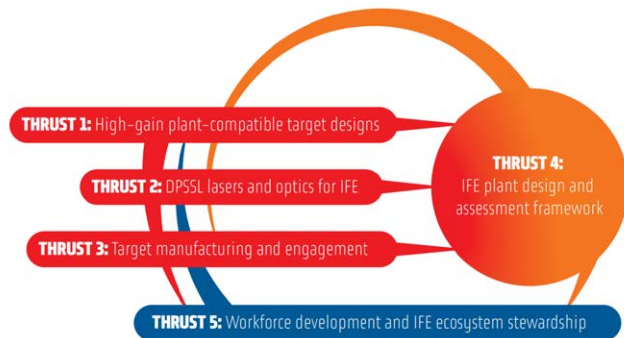 THRUST 1: High-gain plant-compatible target designs
THRUST 2: DPSSL lasers and optics for IFE
THRUST 3: Target manufacturing and engagement
THRUST 4:
IFE plant design and
assessment framework
THRUST 5: Workforce development and IFE ecosystem stewardship